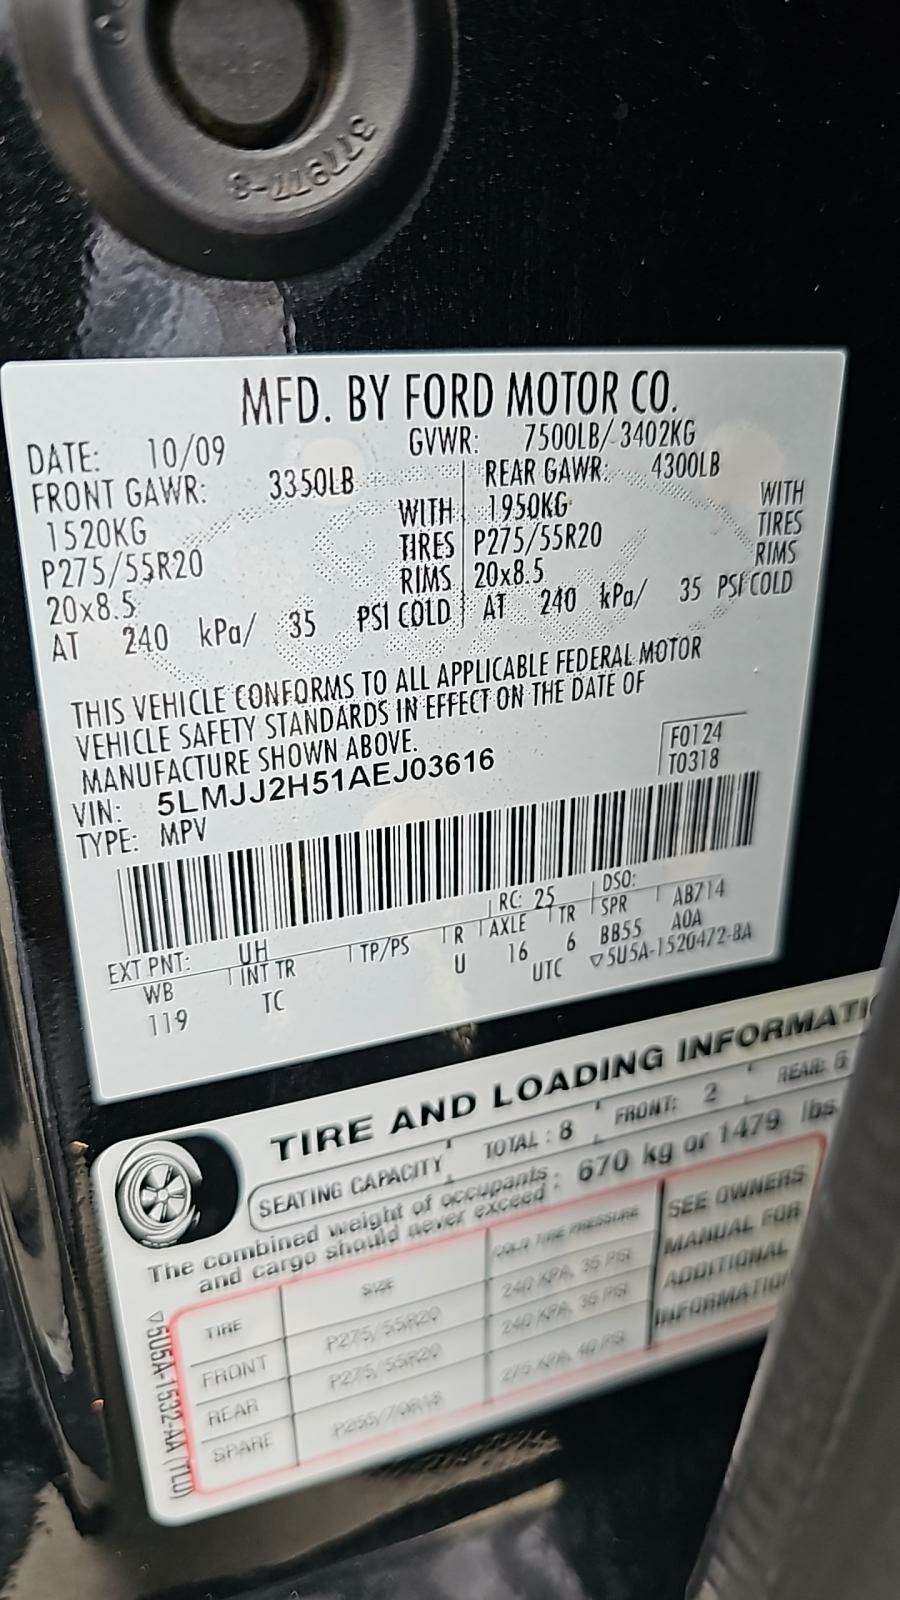 377977-3
MFD. BY FORD MOTOR CO.
DATE: 10/09 GVWR: 7500LB/ 3402KG
FRONT GAWR: 3350LB REAR GAWR: 4300LB
1520KG WITH 1950KG WITH
P275/55R20 TIRES P275/55R20 TIRES
20x8.5 RIMS 20x8.5 RIMS
AT 240 kPa/ 35 PSI COLD AT 240 kPa/ 35 PSI COLD
THIS VEHICLE CONFORMS TO ALL APPLICABLE FEDERAL MOTOR
VEHICLE SAFETY STANDARDS IN EFFECT ON THE DATE OF
MANUFACTURE SHOWN ABOVE.
VIN: 5LMJJ2H51AEJ03616 F0124
TYPE: MPV T0318
EXT PNT: UH RC: 25 DSO:
WB INT TR TP/PS R AXLE TR SPR AB714
119 TC U 16 6 BB55 A0A
UTC ▽5U5A-1520472-BA
TIRE AND LOADING INFORMATI
SEATING CAPACITY TOTAL : 8 FRONT: 2 REAR: 6
The combined weight of occupants and cargo should never exceed : 670 kg or 1479 lbs.
TIRE SIZE COLD TIRE PRESSURE SEE OWNERS
FRONT P275/55R20 240 KPA, 35 PSI MANUAL FOR
REAR P275/55R20 240 KPA, 35 PSI ADDITIONAL
SPARE P255/70R18 275 KPA, 40 PSI INFORMATIO
▽5U5A-1532-AA (7L0)